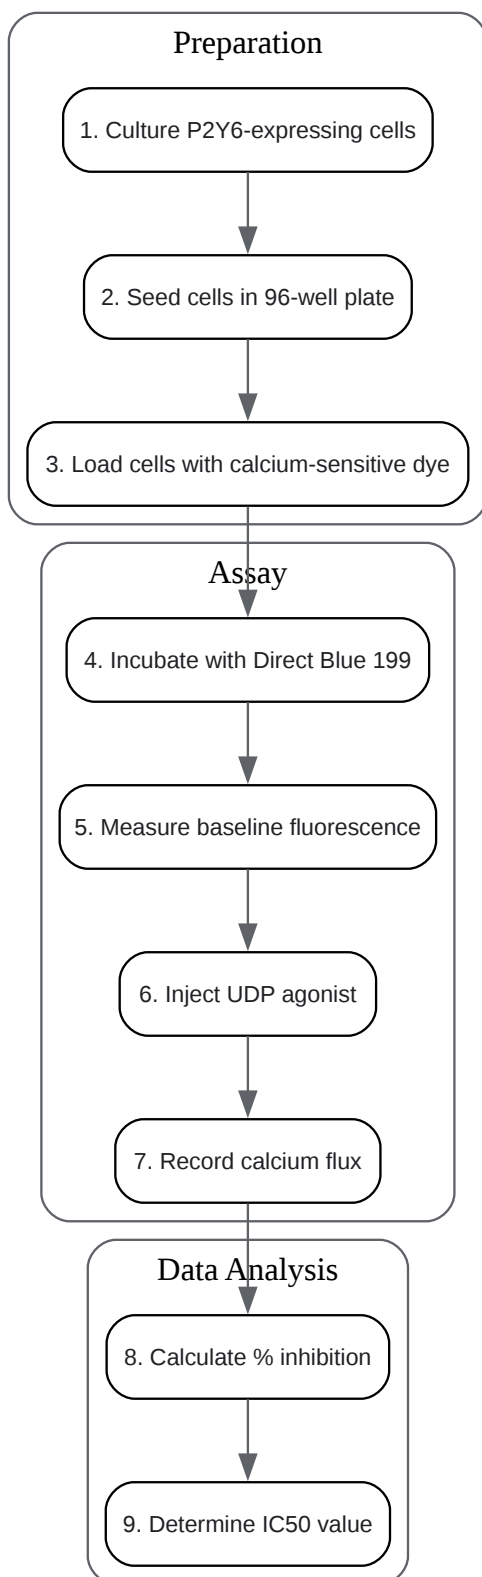 Preparation
1. Culture P2Y6-expressing cells
2. Seed cells in 96-well plate
3. Load cells with calcium-sensitive dye
Assay
4. Incubate with Direct Blue 199
5. Measure baseline fluorescence
6. Inject UDP agonist
7. Record calcium flux
Data Analysis
8. Calculate % inhibition
9. Determine IC50 value